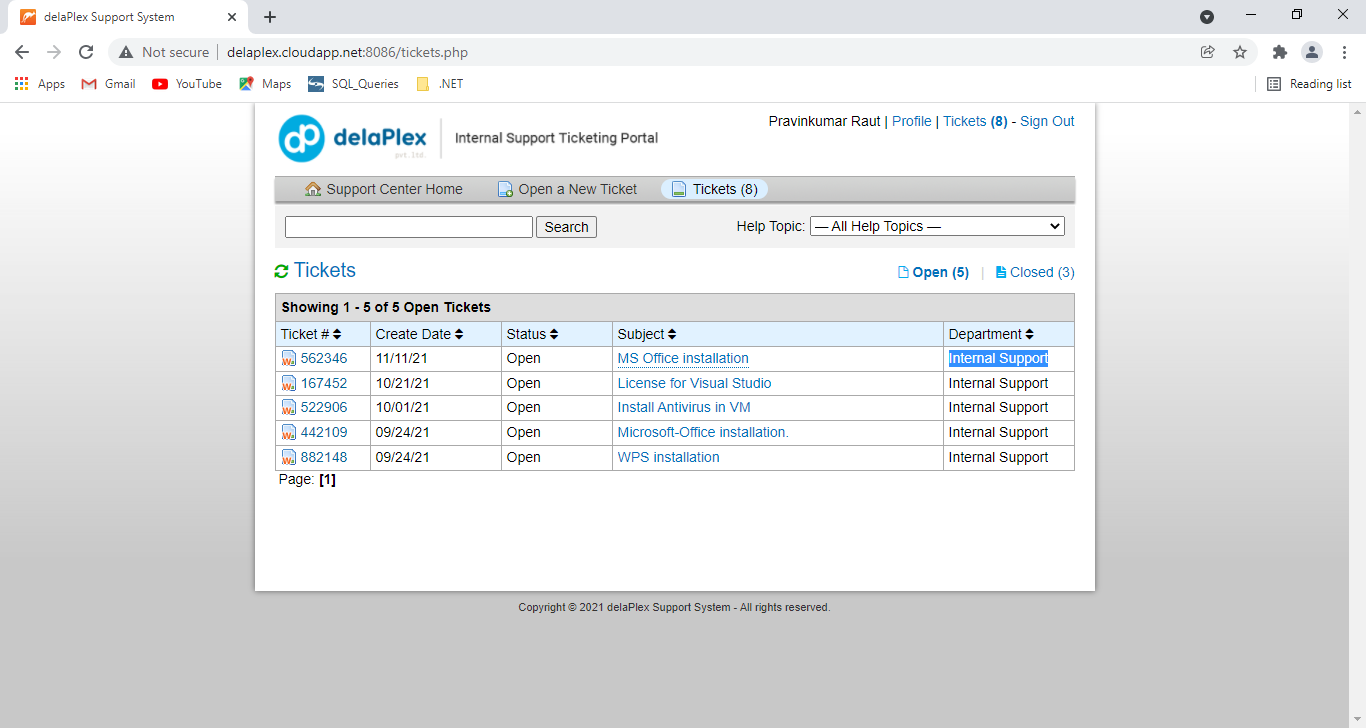 delaPlex Support System
Not secure | delaplex.cloudapp.net:8086/tickets.php
Apps Gmail YouTube Maps SQL_Queries .NET Reading list
delaPlex pvt.ltd. Internal Support Ticketing Portal
Pravinkumar Raut | Profile | Tickets (8) - Sign Out
Support Center Home Open a New Ticket Tickets (8)
Search Help Topic: — All Help Topics —
Tickets Open (5) | Closed (3)
Showing 1 - 5 of 5 Open Tickets
Ticket # Create Date Status Subject Department
562346 11/11/21 Open MS Office installation Internal Support
167452 10/21/21 Open License for Visual Studio Internal Support
522906 10/01/21 Open Install Antivirus in VM Internal Support
442109 09/24/21 Open Microsoft-Office installation. Internal Support
882148 09/24/21 Open WPS installation Internal Support
Page: [1]
Copyright © 2021 delaPlex Support System - All rights reserved.